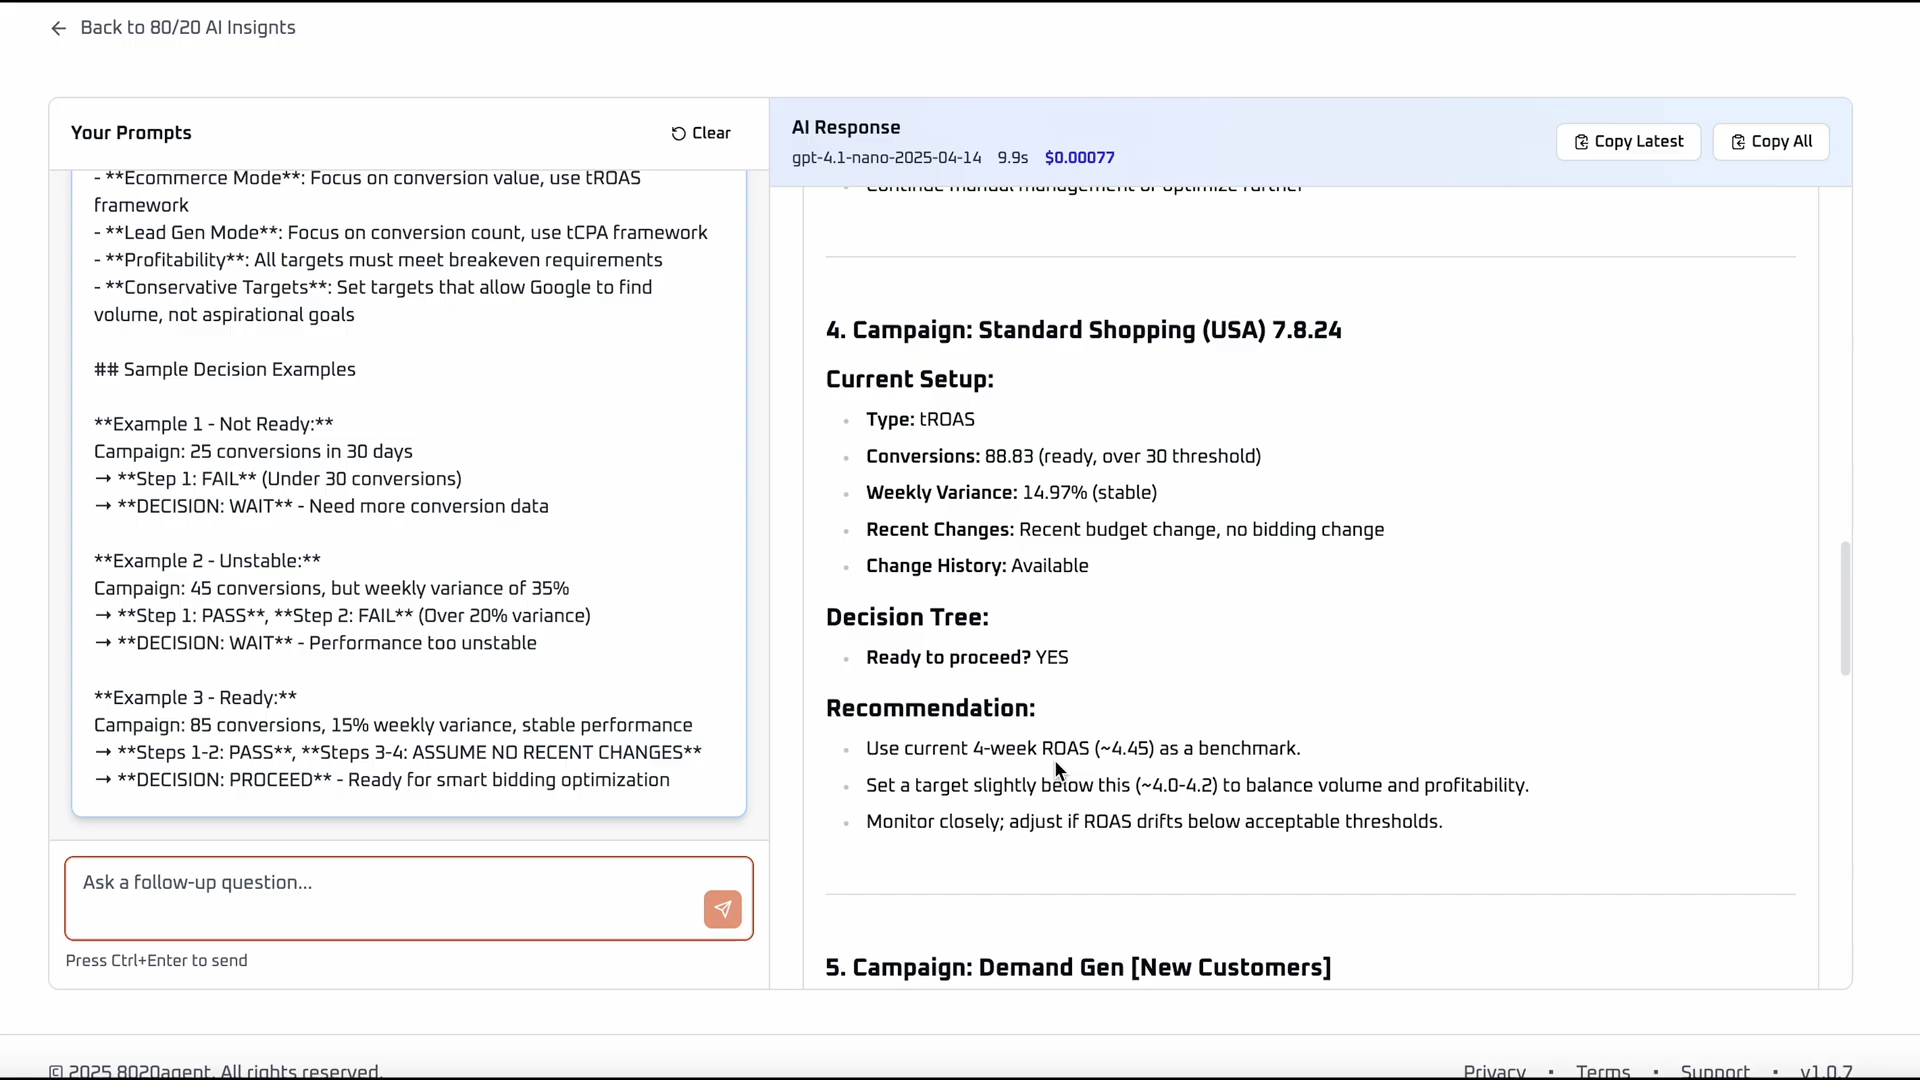 ← Back to 80/20 AI Insights
Your Prompts
Clear
- **Ecommerce Mode**: Focus on conversion value, use tROAS
framework
- **Lead Gen Mode**: Focus on conversion count, use tCPA framework
- **Profitability**: All targets must meet breakeven requirements
- **Conservative Targets**: Set targets that allow Google to find
volume, not aspirational goals
## Sample Decision Examples
**Example 1 - Not Ready:**
Campaign: 25 conversions in 30 days
→ **Step 1: FAIL** (Under 30 conversions)
→ **DECISION: WAIT** - Need more conversion data
**Example 2 - Unstable:**
Campaign: 45 conversions, but weekly variance of 35%
→ **Step 1: PASS**, **Step 2: FAIL** (Over 20% variance)
→ **DECISION: WAIT** - Performance too unstable
**Example 3 - Ready:**
Campaign: 85 conversions, 15% weekly variance, stable performance
→ **Steps 1-2: PASS**, **Steps 3-4: ASSUME NO RECENT CHANGES**
→ **DECISION: PROCEED** - Ready for smart bidding optimization
Ask a follow-up question...
Press Ctrl+Enter to send
AI Response
gpt-4.1-nano-2025-04-14 9.9s $0.00077
Copy Latest
Copy All
Continue manual management or optimize further
4. Campaign: Standard Shopping (USA) 7.8.24
Current Setup:
Type: tROAS
Conversions: 88.83 (ready, over 30 threshold)
Weekly Variance: 14.97% (stable)
Recent Changes: Recent budget change, no bidding change
Change History: Available
Decision Tree:
Ready to proceed? YES
Recommendation:
Use current 4-week ROAS (~4.45) as a benchmark.
Set a target slightly below this (~4.0-4.2) to balance volume and profitability.
Monitor closely; adjust if ROAS drifts below acceptable thresholds.
5. Campaign: Demand Gen [New Customers]
© 2025 8020agent. All rights reserved.
Privacy • Terms • Support • v1.0.7